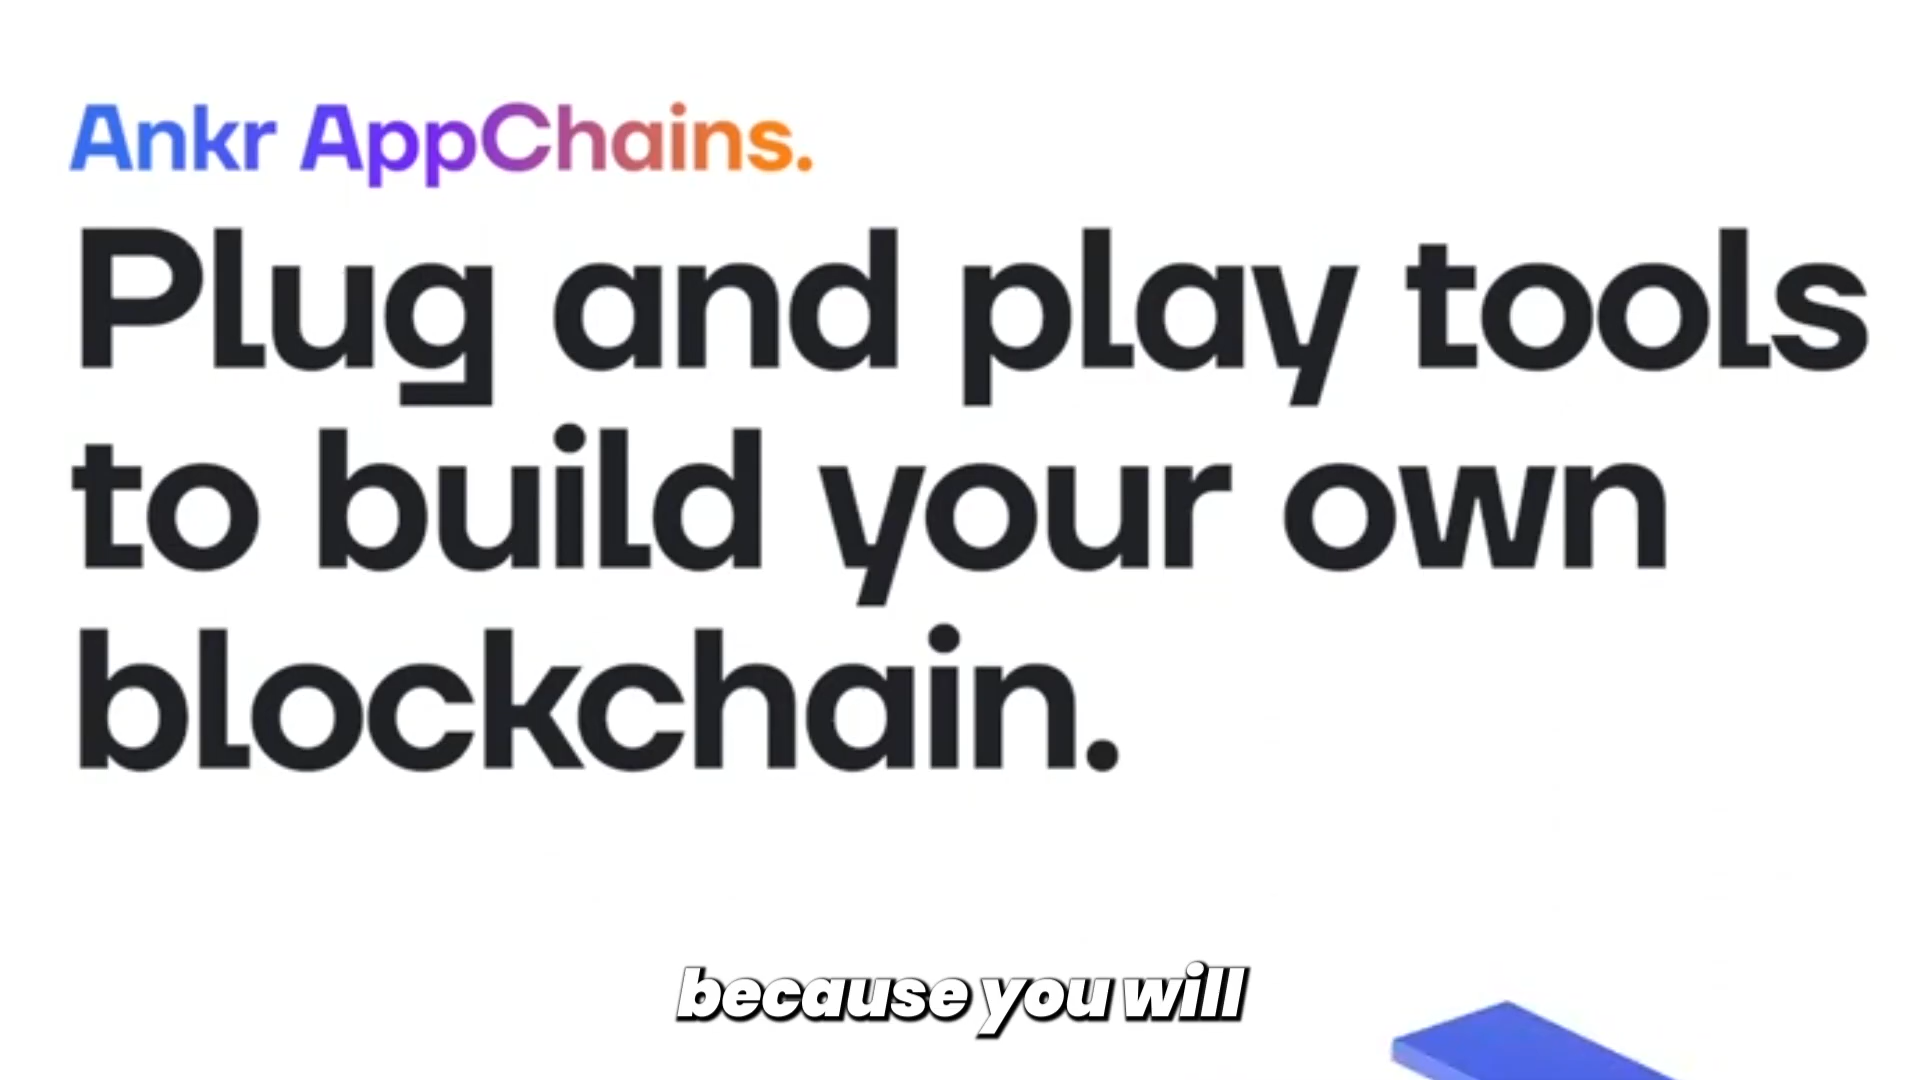 Ankr AppChains.
Plug and play tools
to build your own
blockchain.
because you will